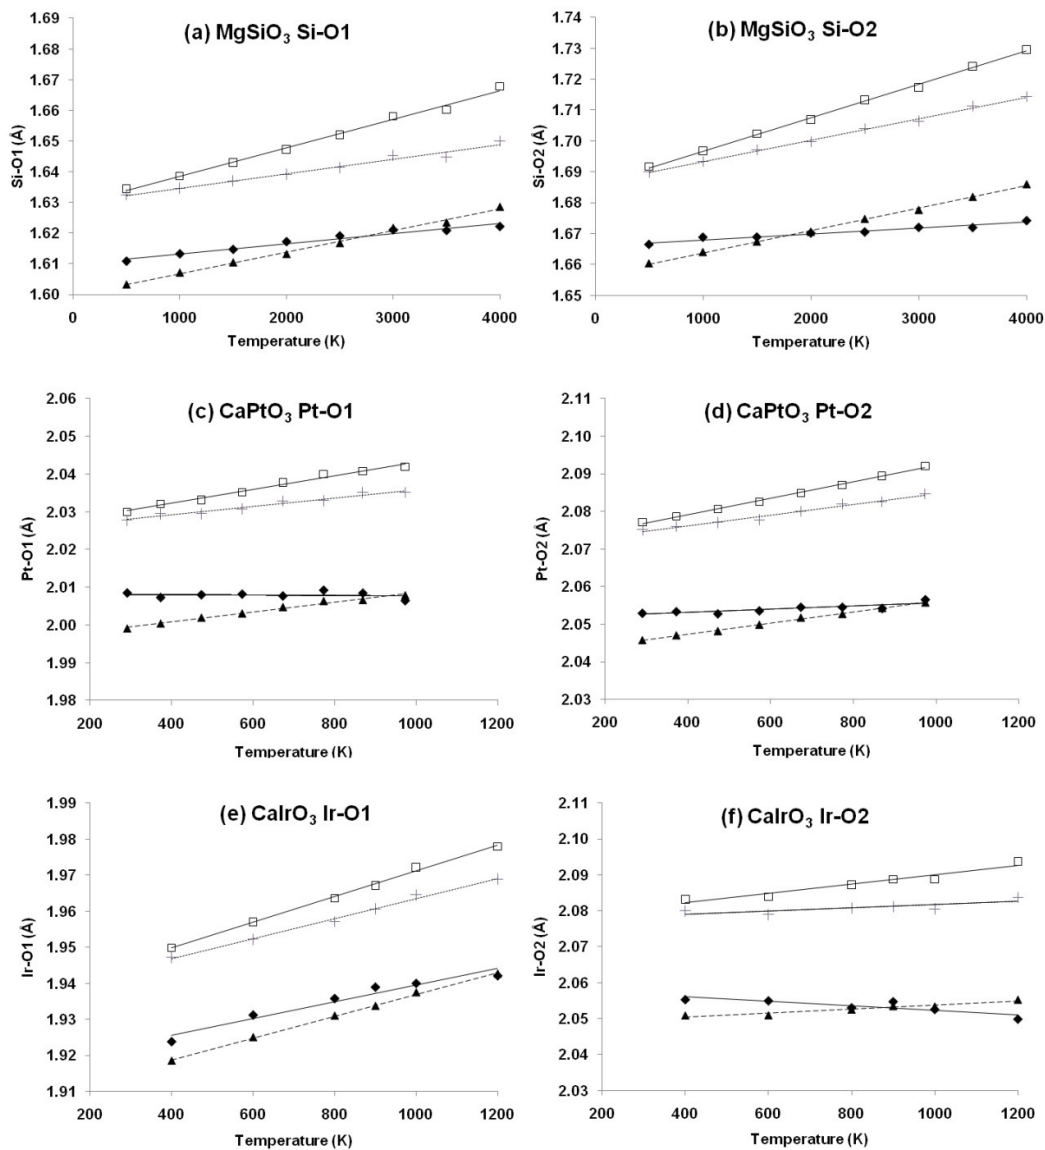 (a) MgSiO₃ Si-O1
1.69
1.68
1.67
1.66
1.65
1.64
1.63
1.62
1.61
1.60
Si-O1 (Å)
0 1000 2000 3000 4000
Temperature (K)
(b) MgSiO₃ Si-O2
1.74
1.73
1.72
1.71
1.70
1.69
1.68
1.67
1.66
1.65
Si-O2 (Å)
0 1000 2000 3000 4000
Temperature (K)
(c) CaPtO₃ Pt-O1
2.06
2.05
2.04
2.03
2.02
2.01
2.00
1.99
1.98
Pt-O1 (Å)
200 400 600 800 1000 1200
Temperature (K)
(d) CaPtO₃ Pt-O2
2.11
2.10
2.09
2.08
2.07
2.06
2.05
2.04
2.03
Pt-O2 (Å)
200 400 600 800 1000 1200
Temperature (K)
(e) CaIrO₃ Ir-O1
1.99
1.98
1.97
1.96
1.95
1.94
1.93
1.92
1.91
Ir-O1 (Å)
200 400 600 800 1000 1200
Temperature (K)
(f) CaIrO₃ Ir-O2
2.11
2.10
2.09
2.08
2.07
2.06
2.05
2.04
2.03
Ir-O2 (Å)
200 400 600 800 1000 1200
Temperature (K)